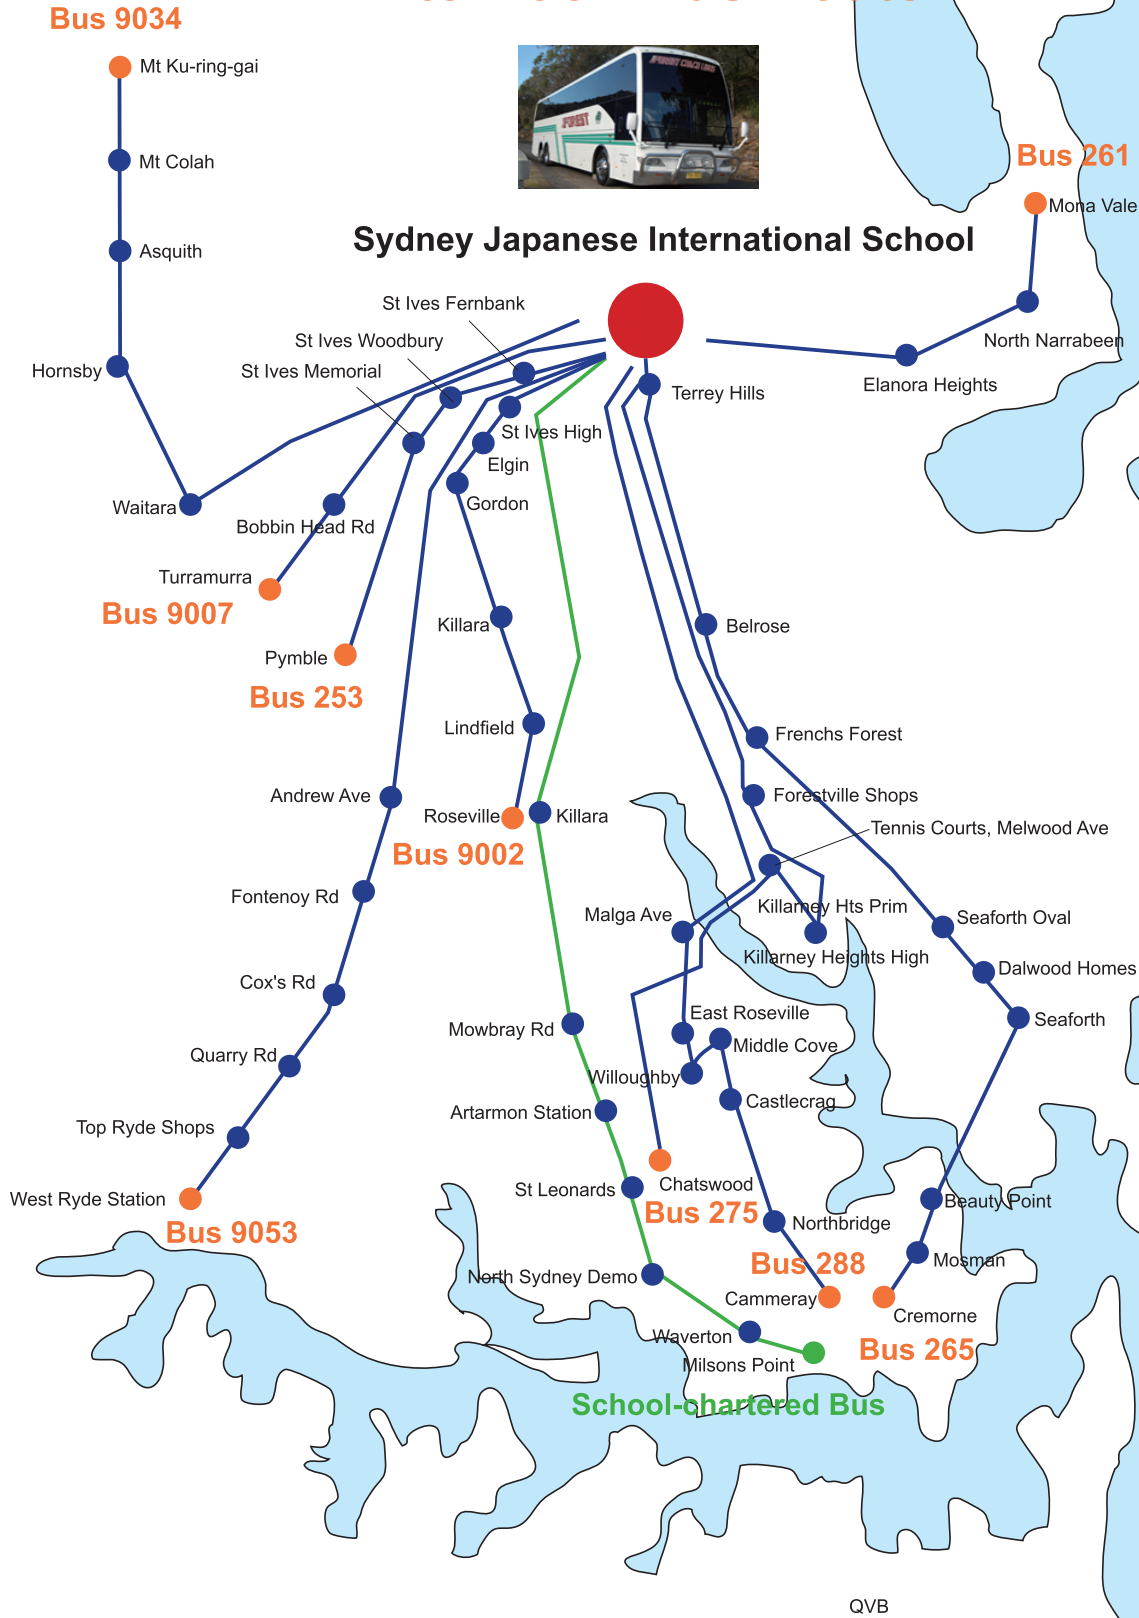 Bus 9034
Mt Ku-ring-gai
FOREST COACH LINES
FOREST
Bus 261
Mt Colah
Mona Vale
Sydney Japanese International School
Asquith
St Ives Fernbank
St Ives Woodbury
North Narrabeen
Hornsby
St Ives Memorial
Elanora Heights
Terrey Hills
St Ives High
Elgin
Gordon
Waitara
Bobbin Head Rd
Turramurra
Bus 9007
Killara
Belrose
Pymble
Bus 253
Lindfield
Frenchs Forest
Andrew Ave
Forestville Shops
Roseville
Killara
Tennis Courts, Melwood Ave
Bus 9002
Fontenoy Rd
Killarney Hts Prim
Malga Ave
Seaforth Oval
Killarney Heights High
Dalwood Homes
Cox's Rd
East Roseville
Seaforth
Mowbray Rd
Middle Cove
Quarry Rd
Willoughby
Castlecrag
Artarmon Station
Top Ryde Shops
Chatswood
St Leonards
West Ryde Station
Beauty Point
Bus 275
Northbridge
Bus 9053
Bus 288
Mosman
North Sydney Demo
Cammeray
Cremorne
Waverton
Bus 265
Milsons Point
School-chartered Bus
QVB